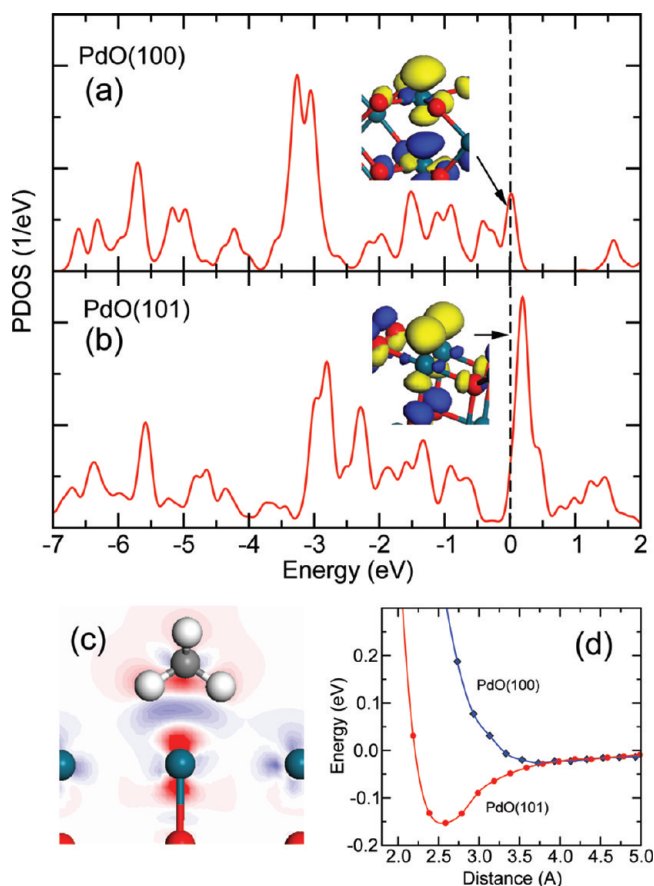 PdO(100)
(a)
PDOS (1/eV)
PdO(101)
(b)
-7 -6 -5 -4 -3 -2 -1 0 1 2
Energy (eV)
(c)
(d)
0.2
0.1
0.0
-0.1
-0.2
Energy (eV)
PdO(100)
PdO(101)
2.0 2.5 3.0 3.5 4.0 4.5 5.0
Distance (A)